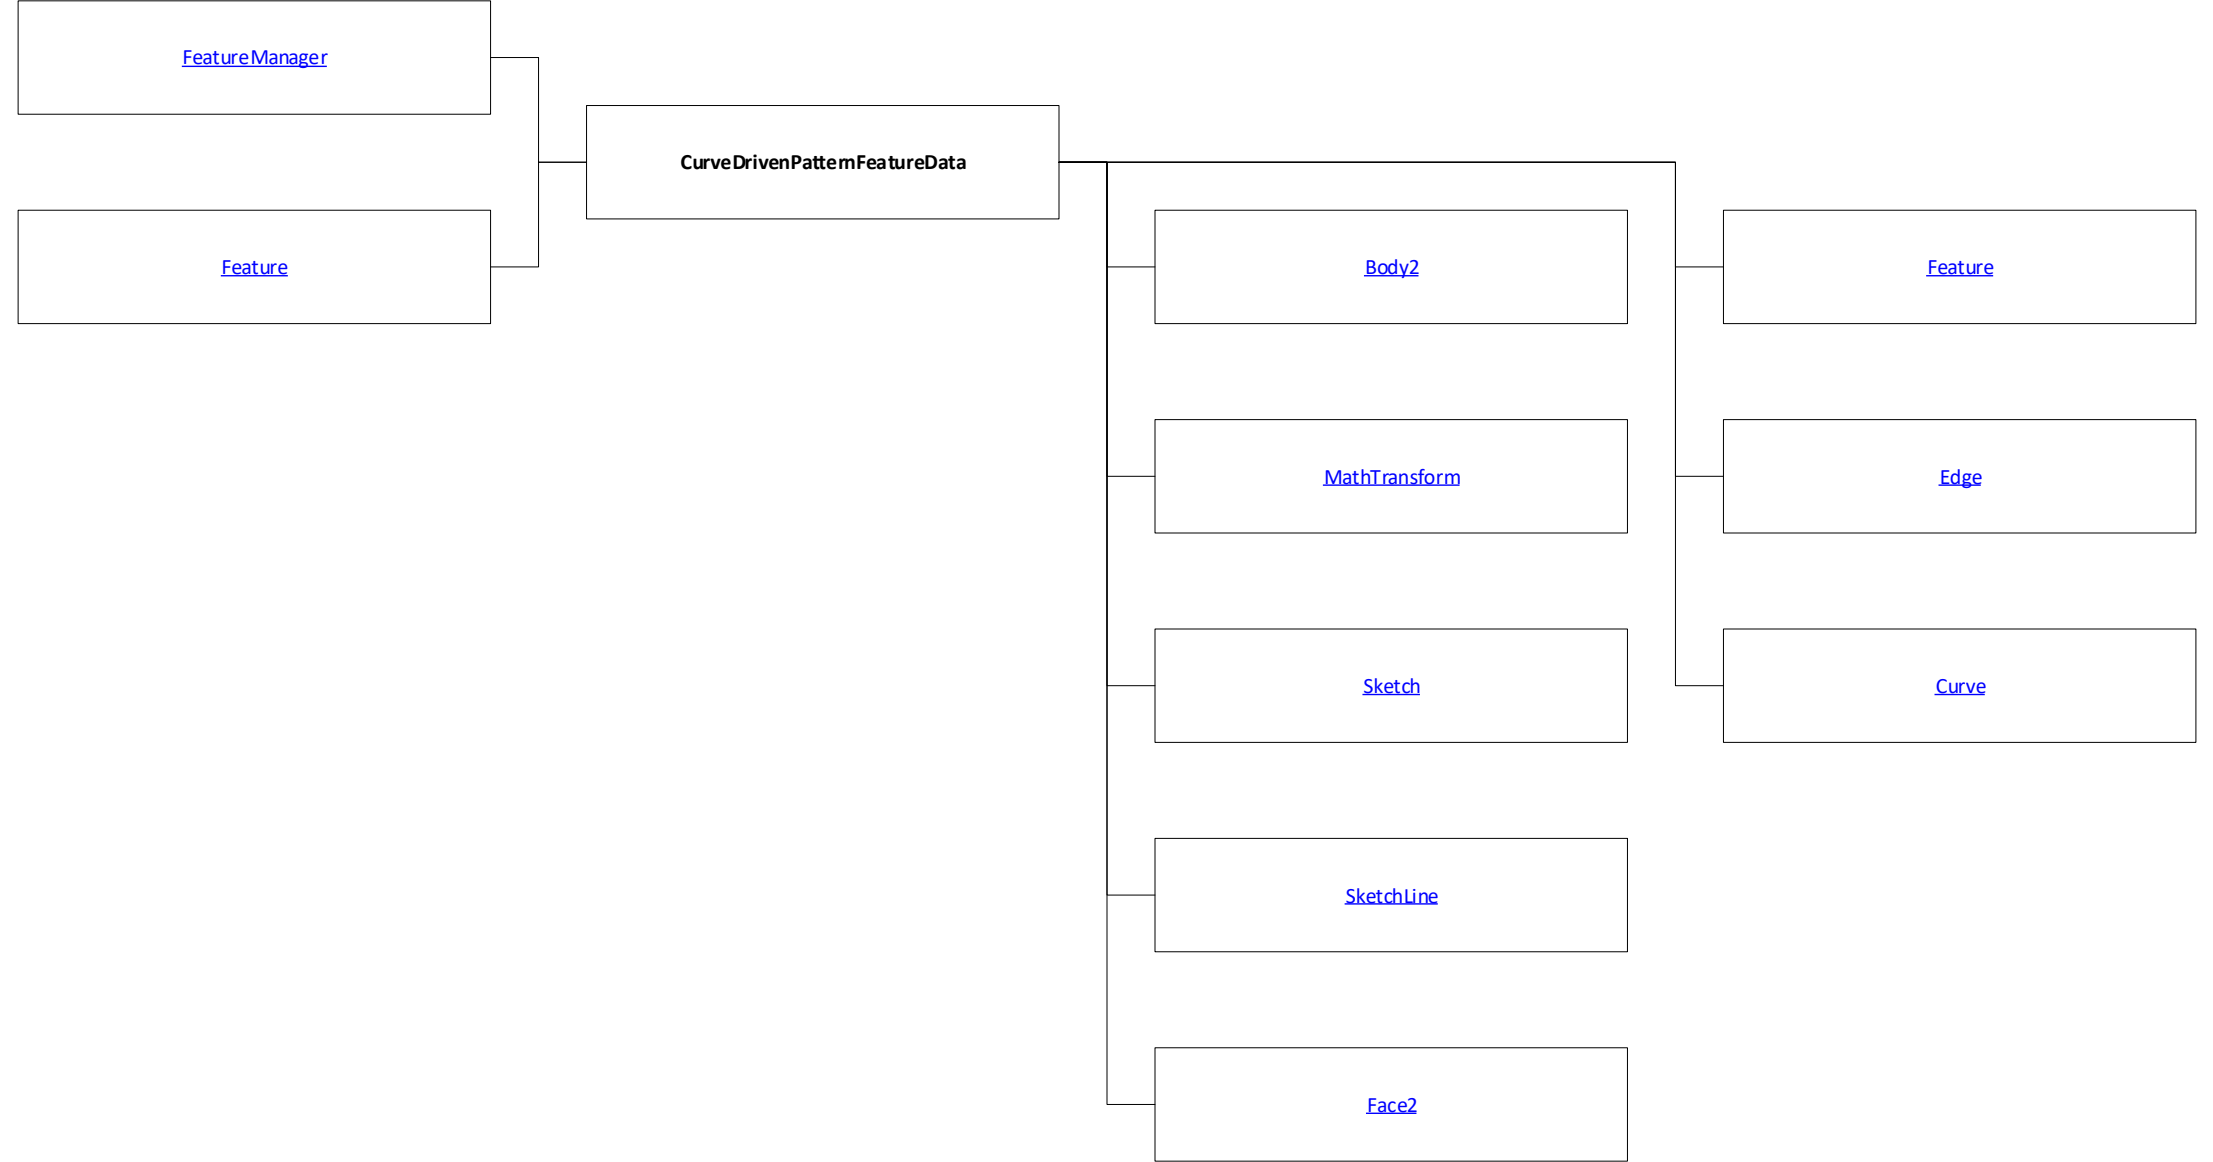 FeatureManager
CurveDrivenPatternFeatureData
Feature
Body2
Feature
MathTransform
Edge
Sketch
Curve
SketchLine
Face2